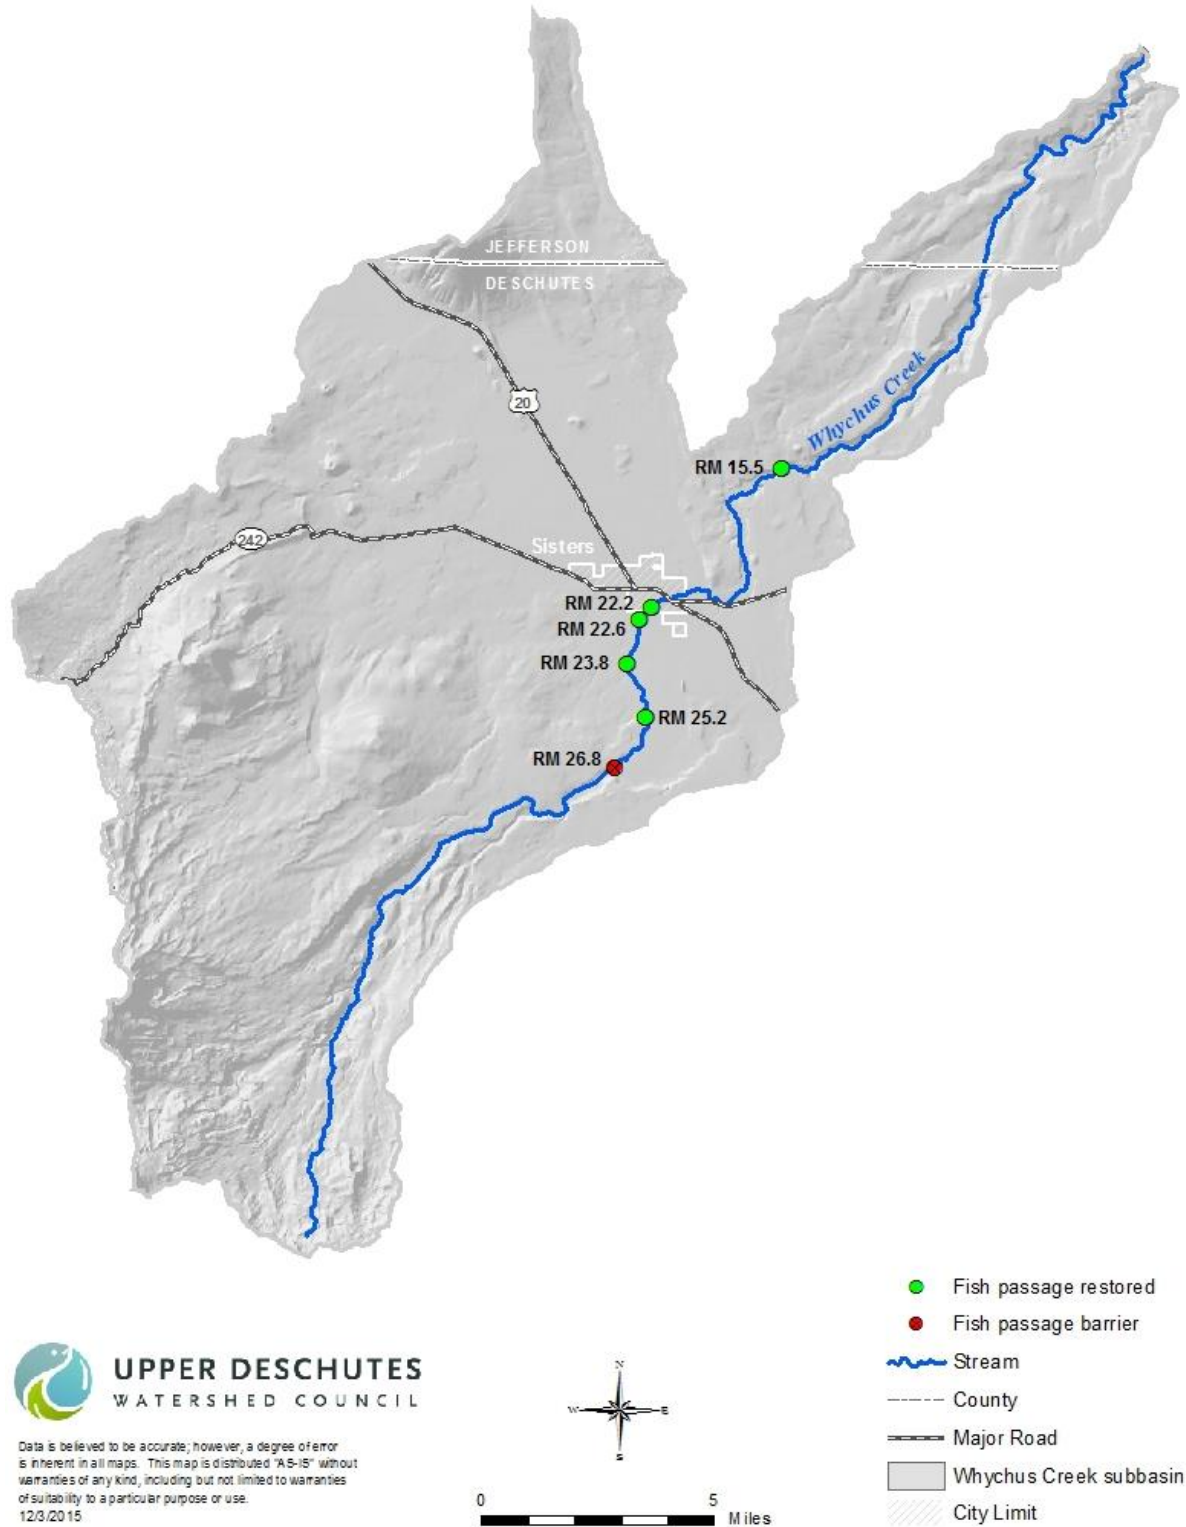 JEFFERSON
DESCHUTES
20
Whychus Creek
RM 15.5
242
Sisters
RM 22.2
RM 22.6
RM 23.8
RM 25.2
RM 26.8
Fish passage restored
Fish passage barrier
Stream
County
Major Road
Whychus Creek subbasin
City Limit
UPPER DESCHUTES
WATERSHED COUNCIL
N
W
E
S
Data is believed to be accurate; however, a degree of error
is inherent in all maps. This map is distributed "AS-IS" without
warranties of any kind, including but not limited to warranties
of suitability to a particular purpose or use.
12/3/2015
0 5
Miles